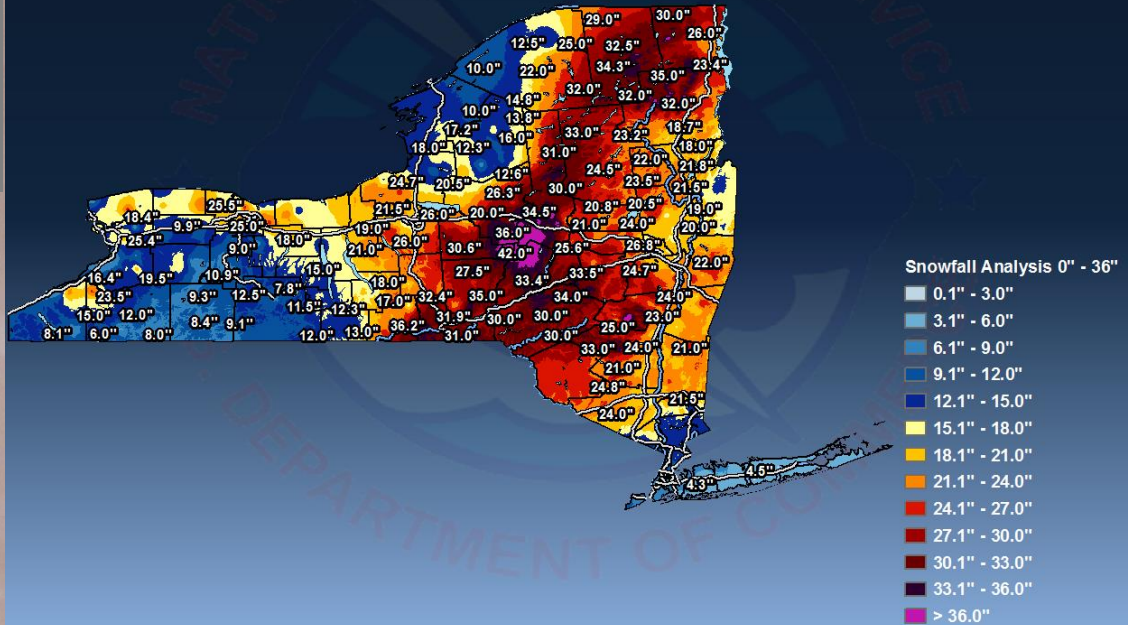 29.0" 30.0"
12.5" 25.0" 32.5" 26.0"
10.0" 22.0" 34.3" 35.0" 23.4"
14.8" 32.0" 32.0" 32.0"
10.0" 13.8"
17.2" 16.0" 33.0" 23.2" 18.7"
18.0" 12.3" 31.0" 22.0" 18.0"
24.7" 20.5" 12.6" 24.5" 23.5" 21.8"
26.3" 30.0" 21.5"
18.4" 25.5" 21.5" 26.0" 20.0" 34.5" 20.8" 20.5" 19.0"
9.9" 25.0" 19.0" 36.0" 21.0" 24.0" 20.0"
25.4" 9.0" 18.0" 21.0" 26.0" 30.6" 42.0" 25.6" 26.8"
16.4" 19.5" 10.9" 15.0" 27.5" 33.4" 33.5" 24.7" 22.0"
23.5" 9.3" 12.5" 7.8" 18.0" 32.4" 35.0" 34.0" 24.0"
15.0" 12.0" 11.5" 12.3" 17.0" 31.9" 30.0" 30.0" 23.0"
8.1" 6.0" 8.0" 8.4" 9.1" 12.0" 13.0" 36.2" 31.0" 30.0" 25.0"
33.0" 24.0" 21.0"
21.0"
24.8"
24.0" 21.5"
4.3" 4.5"
Snowfall Analysis 0" - 36"
0.1" - 3.0"
3.1" - 6.0"
6.1" - 9.0"
9.1" - 12.0"
12.1" - 15.0"
15.1" - 18.0"
18.1" - 21.0"
21.1" - 24.0"
24.1" - 27.0"
27.1" - 30.0"
30.1" - 33.0"
33.1" - 36.0"
> 36.0"
DEPARTMENT OF